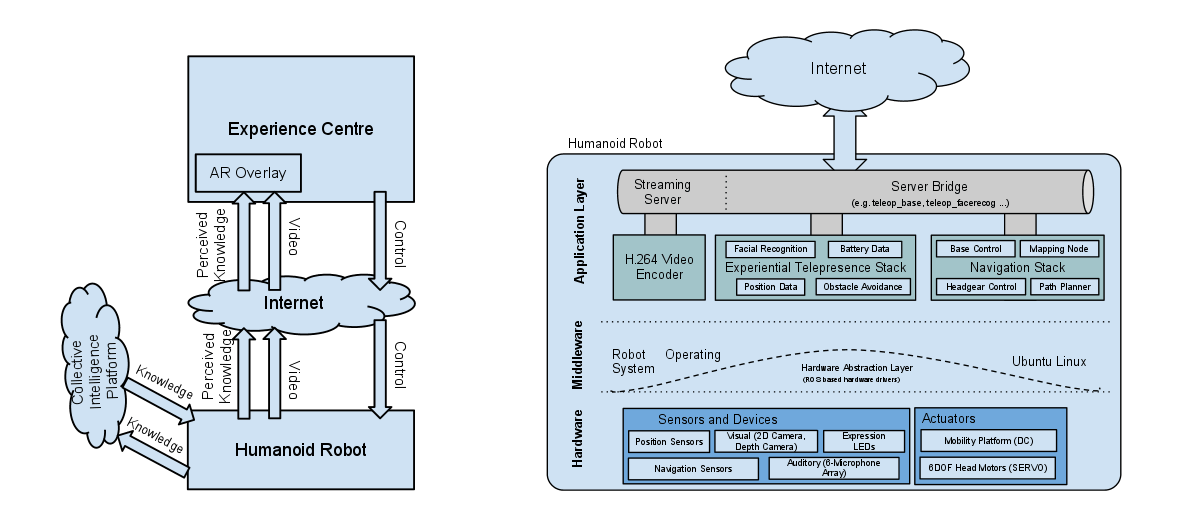 Experience Centre
AR Overlay
Perceived
Knowledge
Video
Control
Internet
Perceived
Knowledge
Video
Control
Collective
Intelligence
Platform
Knowledge
Knowledge
Humanoid Robot
Internet
Humanoid Robot
Application Layer
Streaming
Server
Server Bridge
(e.g. teleop_base, teleop_facerecog ...)
H.264 Video
Encoder
Facial Recognition
Battery Data
Experiential Telepresence Stack
Position Data
Obstacle Avoidance
Base Control
Mapping Node
Navigation Stack
Headgear Control
Path Planner
Middleware
Robot Operating
System
Hardware Abstraction Layer
(ROS based hardware drivers)
Ubuntu Linux
Hardware
Sensors and Devices
Position Sensors
Visual (2D Camera,
Depth Camera)
Expression
LEDs
Navigation Sensors
Auditory (6-Microphone
Array)
Actuators
Mobility Platform (DC)
6DOF Head Motors (SERVO)